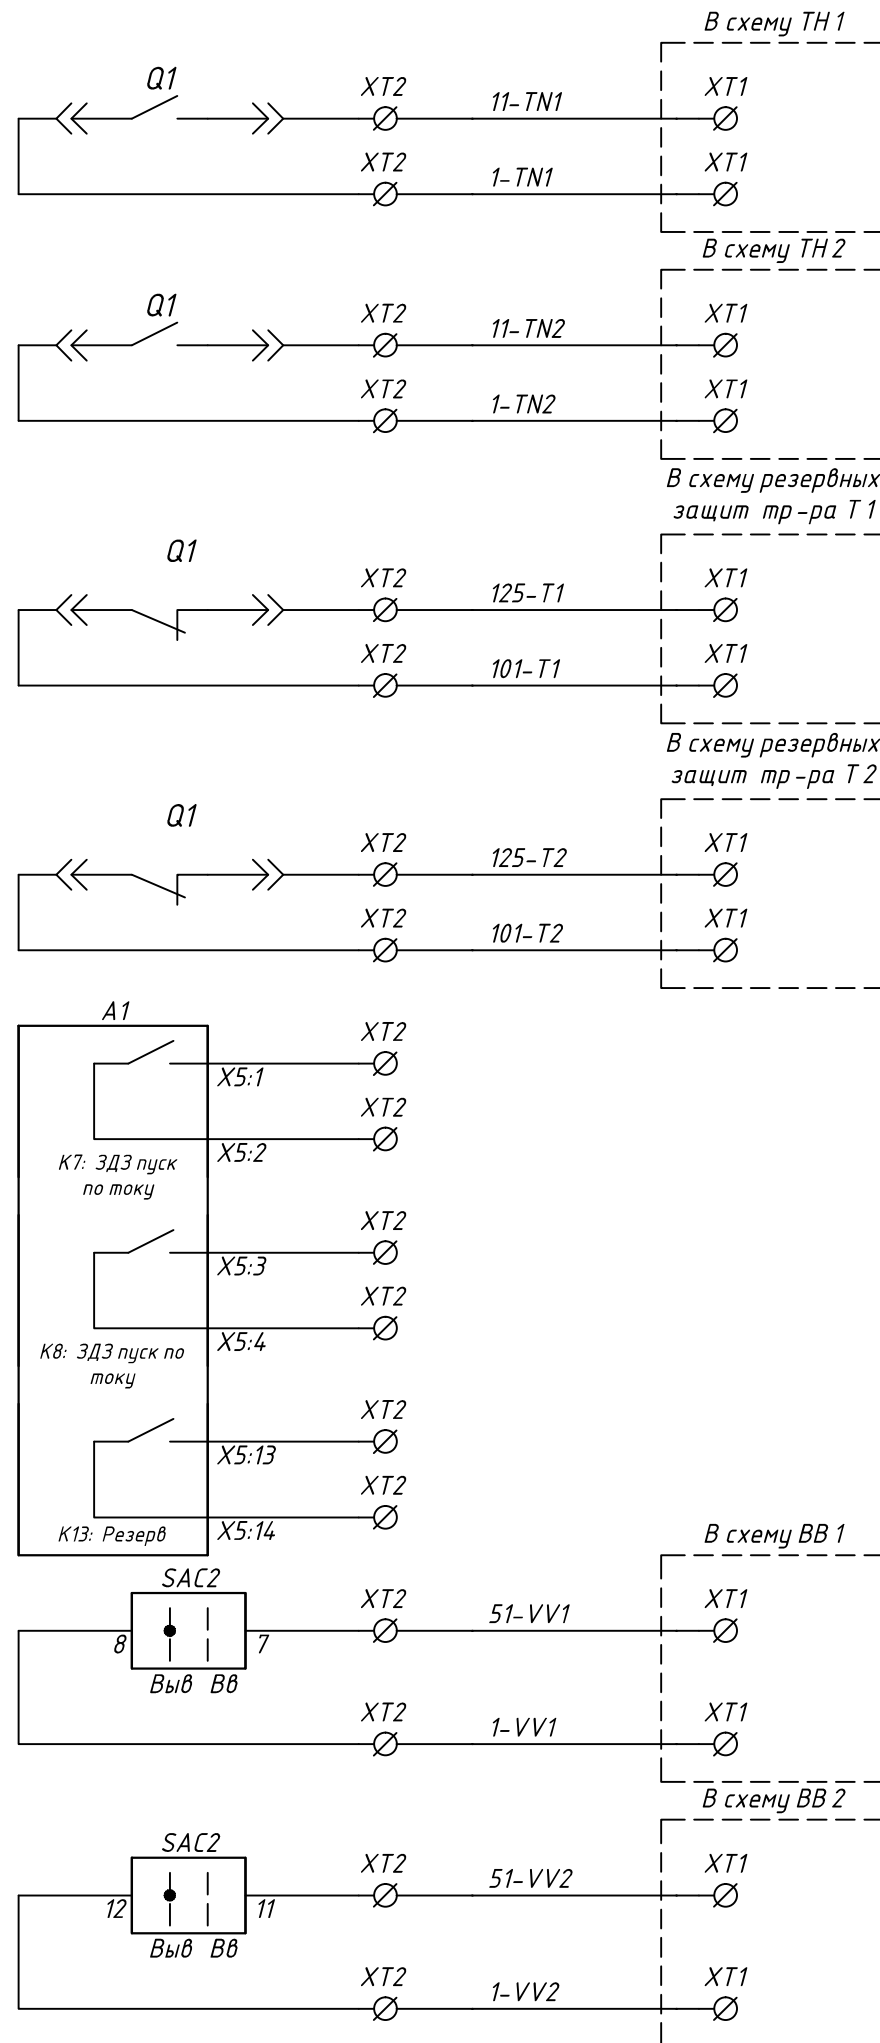 В схему ТН 1
Q1
XT2
11-TN1
XT1
XT2
1-TN1
XT1
В схему ТН 2
Q1
XT2
11-TN2
XT1
XT2
1-TN2
XT1
В схему резервных
защит тр-ра Т 1
Q1
XT2
125-T1
XT1
XT2
101-T1
XT1
В схему резервных
защит тр-ра Т 2
Q1
XT2
125-T2
XT1
XT2
101-T2
XT1
A1
XT2
X5:1
XT2
X5:2
К7: ЗДЗ пуск
по току
XT2
X5:3
XT2
X5:4
К8: ЗДЗ пуск по
току
XT2
X5:13
XT2
X5:14
К13: Резерв
В схему ВВ 1
SAC2
XT2
51-VV1
XT1
8
7
Выв Вв
XT2
1-VV1
XT1
В схему ВВ 2
SAC2
XT2
51-VV2
XT1
12
11
Выв Вв
XT2
1-VV2
XT1